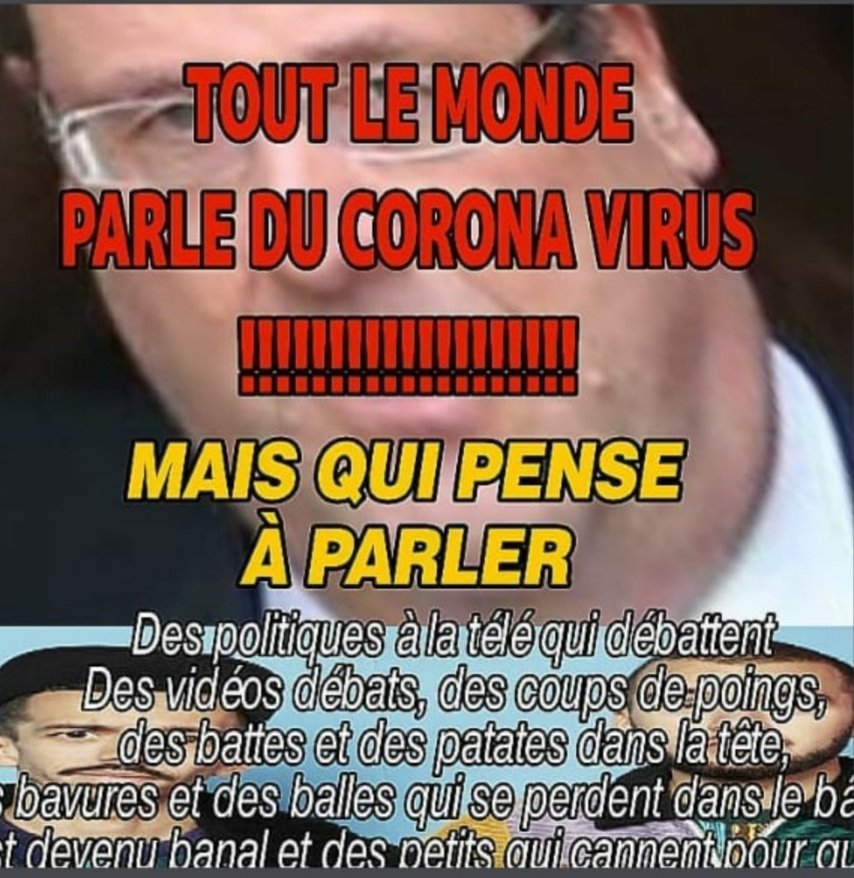 TOUT LE MONDE
PARLE DU CORONA VIRUS
!!!!!!!!!!!!!!!!!!!
MAIS QUI PENSE
À PARLER
Des politiques à la télé qui débattent
Des vidéos débats, des coups de poings,
des battes et des patates dans la tête,
bavures et des balles qui se perdent dans le
devenu banal et des petits qui cannent pour